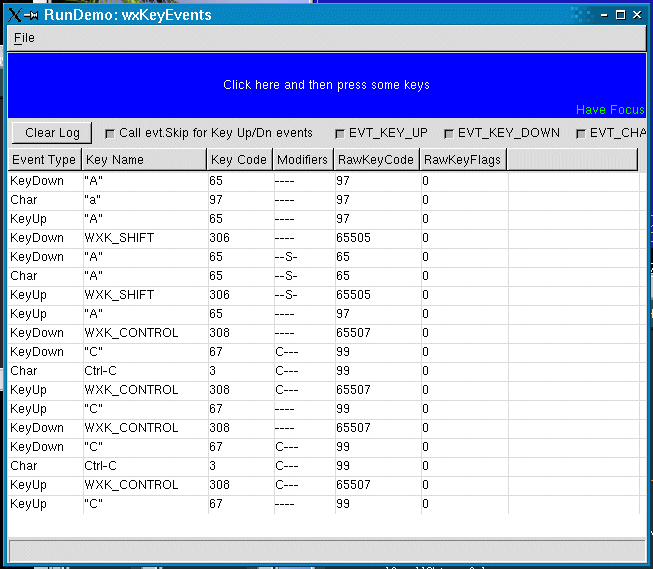 RunDemo: wxKeyEvents
File
Click here and then press some keys
Have Focus
Clear Log Call evt.Skip for Key Up/Dn events EVT_KEY_UP EVT_KEY_DOWN EVT_CHA
Event Type Key Name Key Code Modifiers RawKeyCode RawKeyFlags
KeyDown "A" 65 ---- 97 0
Char "a" 97 ---- 97 0
KeyUp "A" 65 ---- 97 0
KeyDown WXK_SHIFT 306 ---- 65505 0
KeyDown "A" 65 --S- 65 0
Char "A" 65 --S- 65 0
KeyUp WXK_SHIFT 306 --S- 65505 0
KeyUp "A" 65 ---- 97 0
KeyDown WXK_CONTROL 308 ---- 65507 0
KeyDown "C" 67 C--- 99 0
Char Ctrl-C 3 C--- 99 0
KeyUp WXK_CONTROL 308 C--- 65507 0
KeyUp "C" 67 ---- 99 0
KeyDown WXK_CONTROL 308 ---- 65507 0
KeyDown "C" 67 C--- 99 0
Char Ctrl-C 3 C--- 99 0
KeyUp WXK_CONTROL 308 C--- 65507 0
KeyUp "C" 67 ---- 99 0